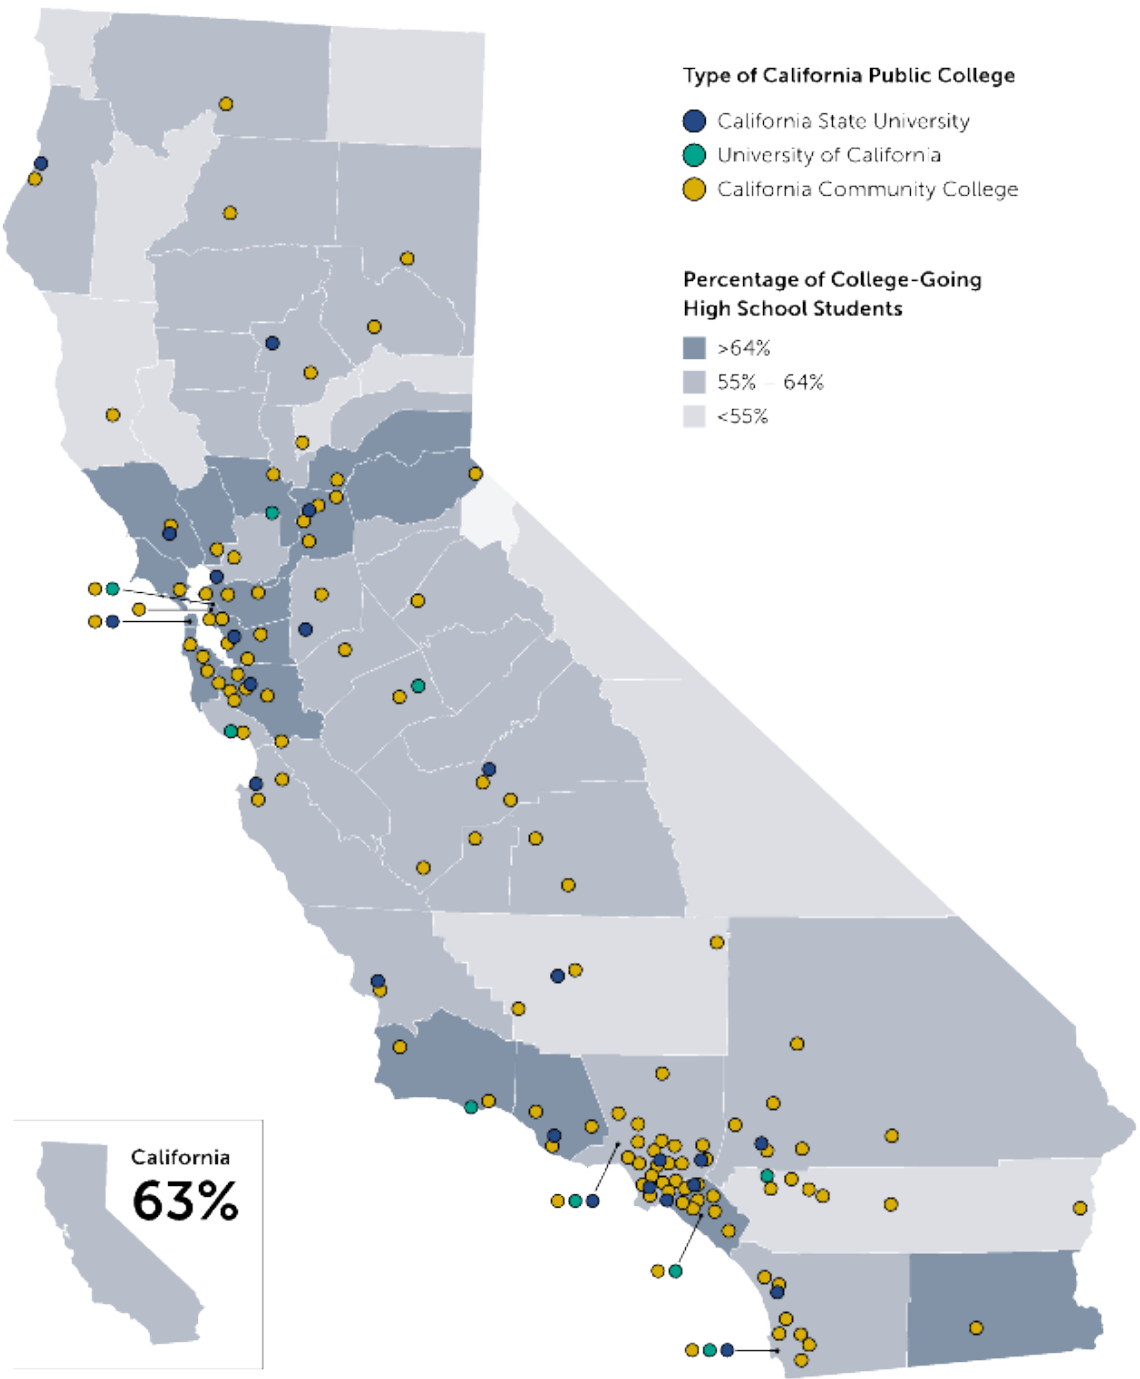 Type of California Public College
California State University
University of California
California Community College
Percentage of College-Going
High School Students
>64%
55% – 64%
<55%
California
63%